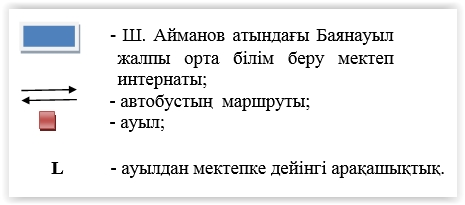 - Ш. Айманов атындағы Баянауыл
жалпы орта білім беру мектеп
интернаты;
- автобустың маршруты;
- ауыл;
L - ауылдан мектепке дейінгі арақашықтық.